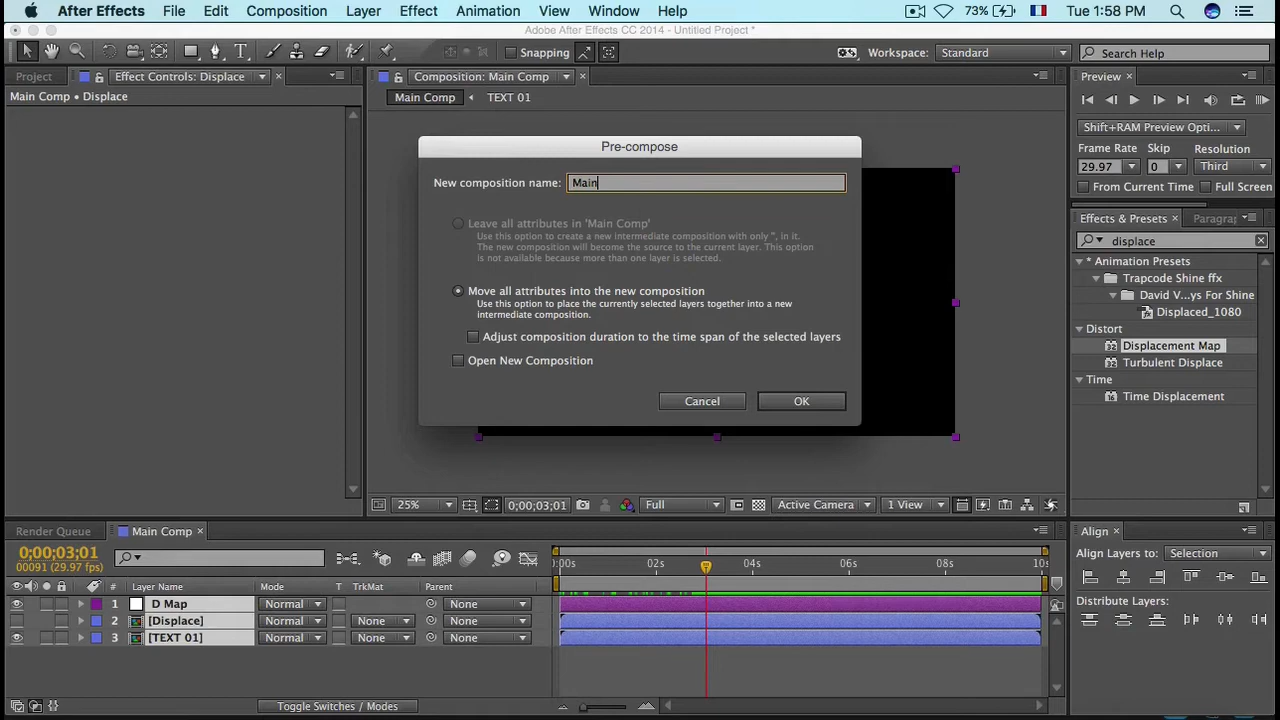 After Effects File Edit Composition Layer Effect Animation View Window Help 73% Tue 1:58 PM
Adobe After Effects CC 2014 - Untitled Project *
Snapping Workspace: Standard Search Help
Project Effect Controls: Displace Composition: Main Comp Preview
Main Comp • Displace
Main Comp TEXT 01
Shift+RAM Preview Opti...
Frame Rate Skip Resolution
29.97 0 Third
From Current Time Full Screen
Effects & Presets Paragra
displace
* Animation Presets
Trapcode Shine ffx
David V...ys For Shine
Displaced_1080
Distort
Displacement Map
Turbulent Displace
Time
Time Displacement
Pre-compose
New composition name: Main
Leave all attributes in 'Main Comp'
Use this option to create a new intermediate composition with only '', in it.
The new composition will become the source to the current layer. This option
is not available because more than one layer is selected.
Move all attributes into the new composition
Use this option to place the currently selected layers together into a new
intermediate composition.
Adjust composition duration to the time span of the selected layers
Open New Composition
Cancel OK
25% 0;00;03;01 Full Active Camera 1 View
Render Queue Main Comp
0;00;03;01
00091 (29.97 fps)
:00s 02s 04s 06s 08s 10s
# Layer Name Mode T TrkMat Parent
1 D Map Normal None
2 [Displace] Normal None None
3 [TEXT 01] Normal None None
Toggle Switches / Modes
Align
Align Layers to: Selection
Distribute Layers: